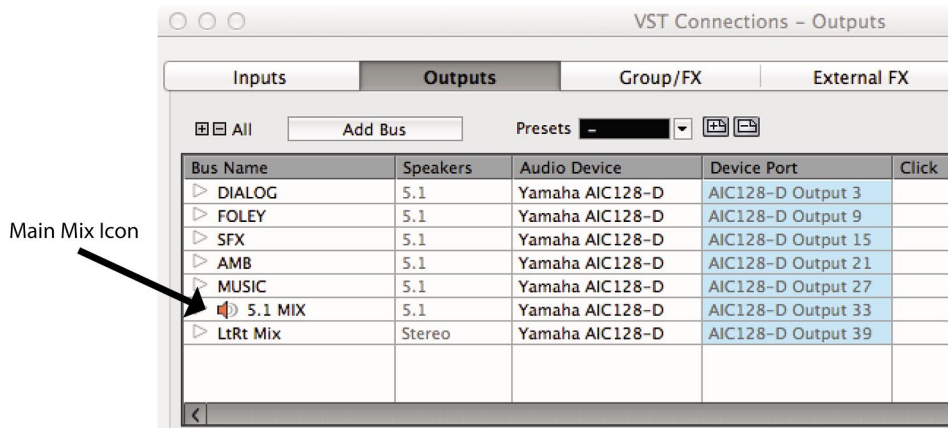 VST Connections – Outputs
Inputs Outputs Group/FX External FX
All Add Bus Presets –
Bus Name Speakers Audio Device Device Port Click
DIALOG 5.1 Yamaha AIC128-D AIC128-D Output 3
FOLEY 5.1 Yamaha AIC128-D AIC128-D Output 9
SFX 5.1 Yamaha AIC128-D AIC128-D Output 15
Main Mix Icon
AMB 5.1 Yamaha AIC128-D AIC128-D Output 21
MUSIC 5.1 Yamaha AIC128-D AIC128-D Output 27
5.1 MIX 5.1 Yamaha AIC128-D AIC128-D Output 33
LtRt Mix Stereo Yamaha AIC128-D AIC128-D Output 39